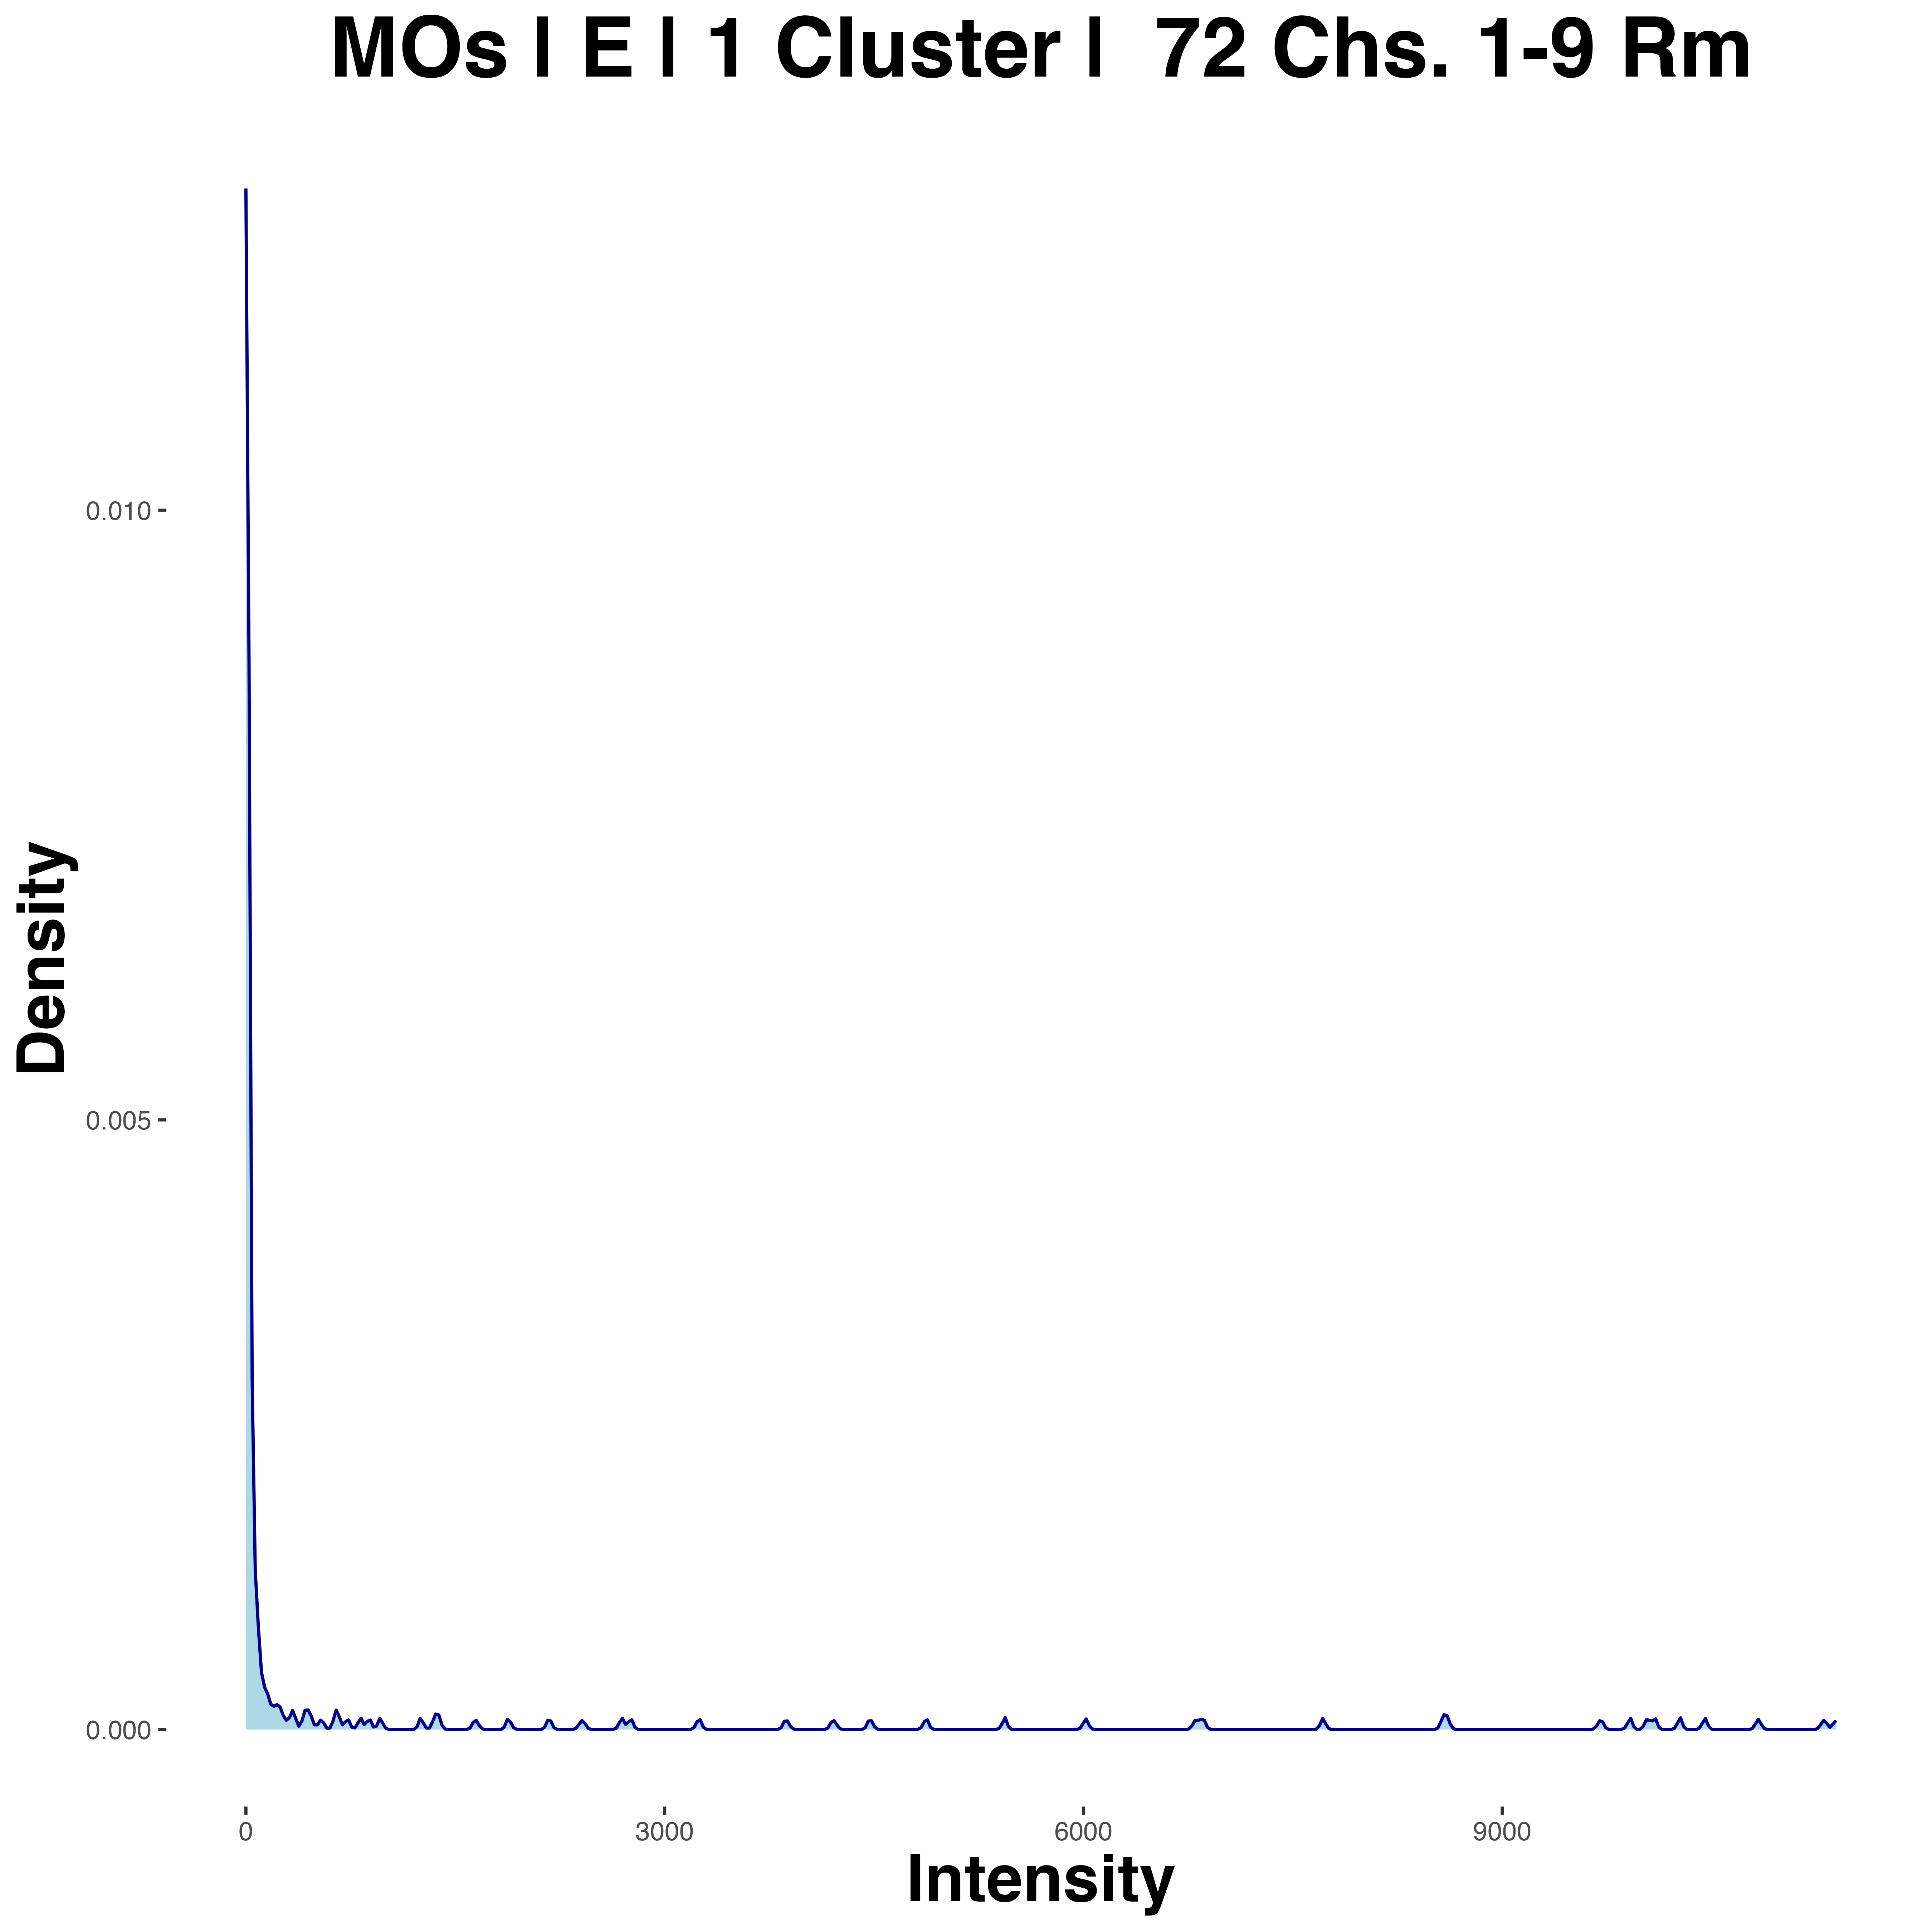 MOs | E | 1 Cluster | 72 Chs. 1-9 Rm
Density
0.010
0.005
0.000
0 3000 6000 9000
Intensity